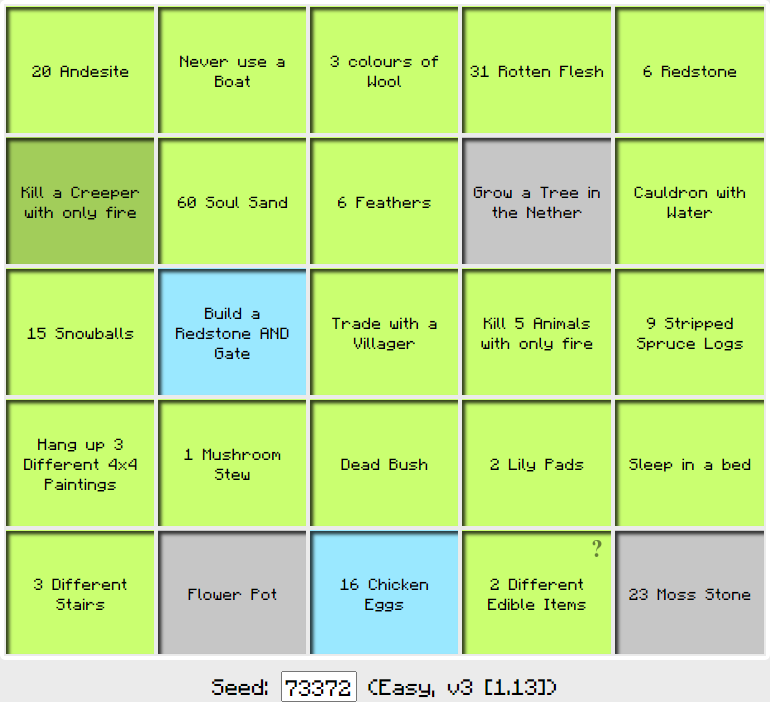 20 Andesite
Never use a
Boat
3 colours of
Wool
31 Rotten Flesh
6 Redstone
Kill a Creeper
with only fire
60 Soul Sand
6 Feathers
Grow a Tree in
the Nether
Cauldron with
Water
15 Snowballs
Build a
Redstone AND
Gate
Trade with a
Villager
Kill 5 Animals
with only fire
9 Stripped
Spruce Logs
Hang up 3
Different 4x4
Paintings
1 Mushroom
Stew
Dead Bush
2 Lily Pads
Sleep in a bed
3 Different
Stairs
Flower Pot
16 Chicken
Eggs
?
2 Different
Edible Items
23 Moss Stone
Seed: 73372 (Easy, v3 [1.13])